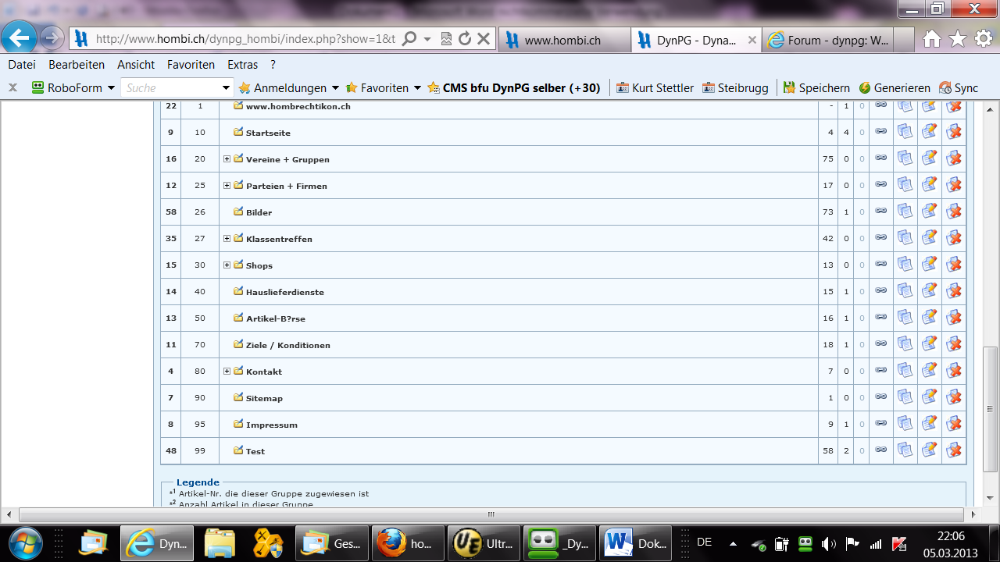 http://www.hombi.ch/dynpg_hombi/index.php?show=1&t
www.hombi.ch
DynPG - Dyna...
Forum - dynpg: W...
Datei Bearbeiten Ansicht Favoriten Extras ?
x RoboForm Suche Anmeldungen Favoriten CMS bfu DynPG selber (+30) Kurt Stettler Steibrugg Speichern Generieren Sync
22 1 www.hombrechtikon.ch - 1 0
9 10 Startseite 4 4 0
16 20 Vereine + Gruppen 75 0 0
12 25 Parteien + Firmen 17 0 0
58 26 Bilder 73 1 0
35 27 Klassentreffen 42 0 0
15 30 Shops 13 0 0
14 40 Hauslieferdienste 15 1 0
13 50 Artikel-B?rse 16 1 0
11 70 Ziele / Konditionen 18 1 0
4 80 Kontakt 7 0 0
7 90 Sitemap 1 0 0
8 95 Impressum 9 1 0
48 99 Test 58 2 0
Legende
*1 Artikel-Nr. die dieser Gruppe zugewiesen ist
*2 Anzahl Artikel in dieser Gruppe
Dyn... Ges... ho... UE Ultr... _Dy... W Dok... DE 22:06
05.03.2013